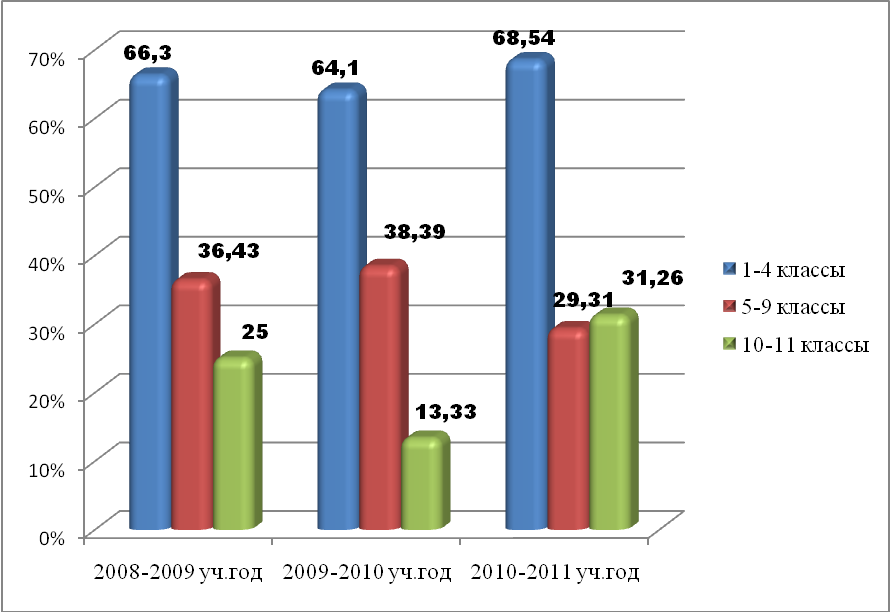 68,54
66,3
64,1
70%
60%
50%
40%
30%
20%
10%
0%
36,43
25
38,39
13,33
29,31
31,26
1-4 классы
5-9 классы
10-11 классы
2008-2009 уч.год
2009-2010 уч.год
2010-2011 уч.год